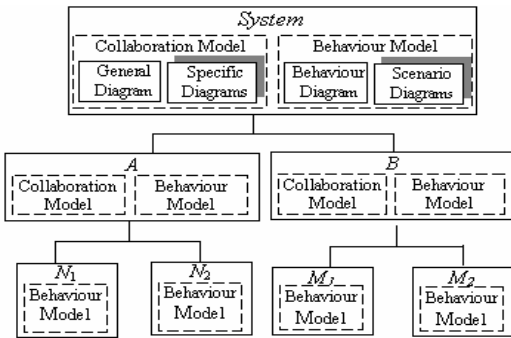 System
Collaboration Model
Behaviour Model
General
Diagram
Specific
Diagrams
Behaviour
Diagram
Scenario
Diagrams
A
Collaboration
Model
Behaviour
Model
B
Collaboration
Model
Behaviour
Model
N1
Behaviour
Model
N2
Behaviour
Model
M1
Behaviour
Model
M2
Behaviour
Model